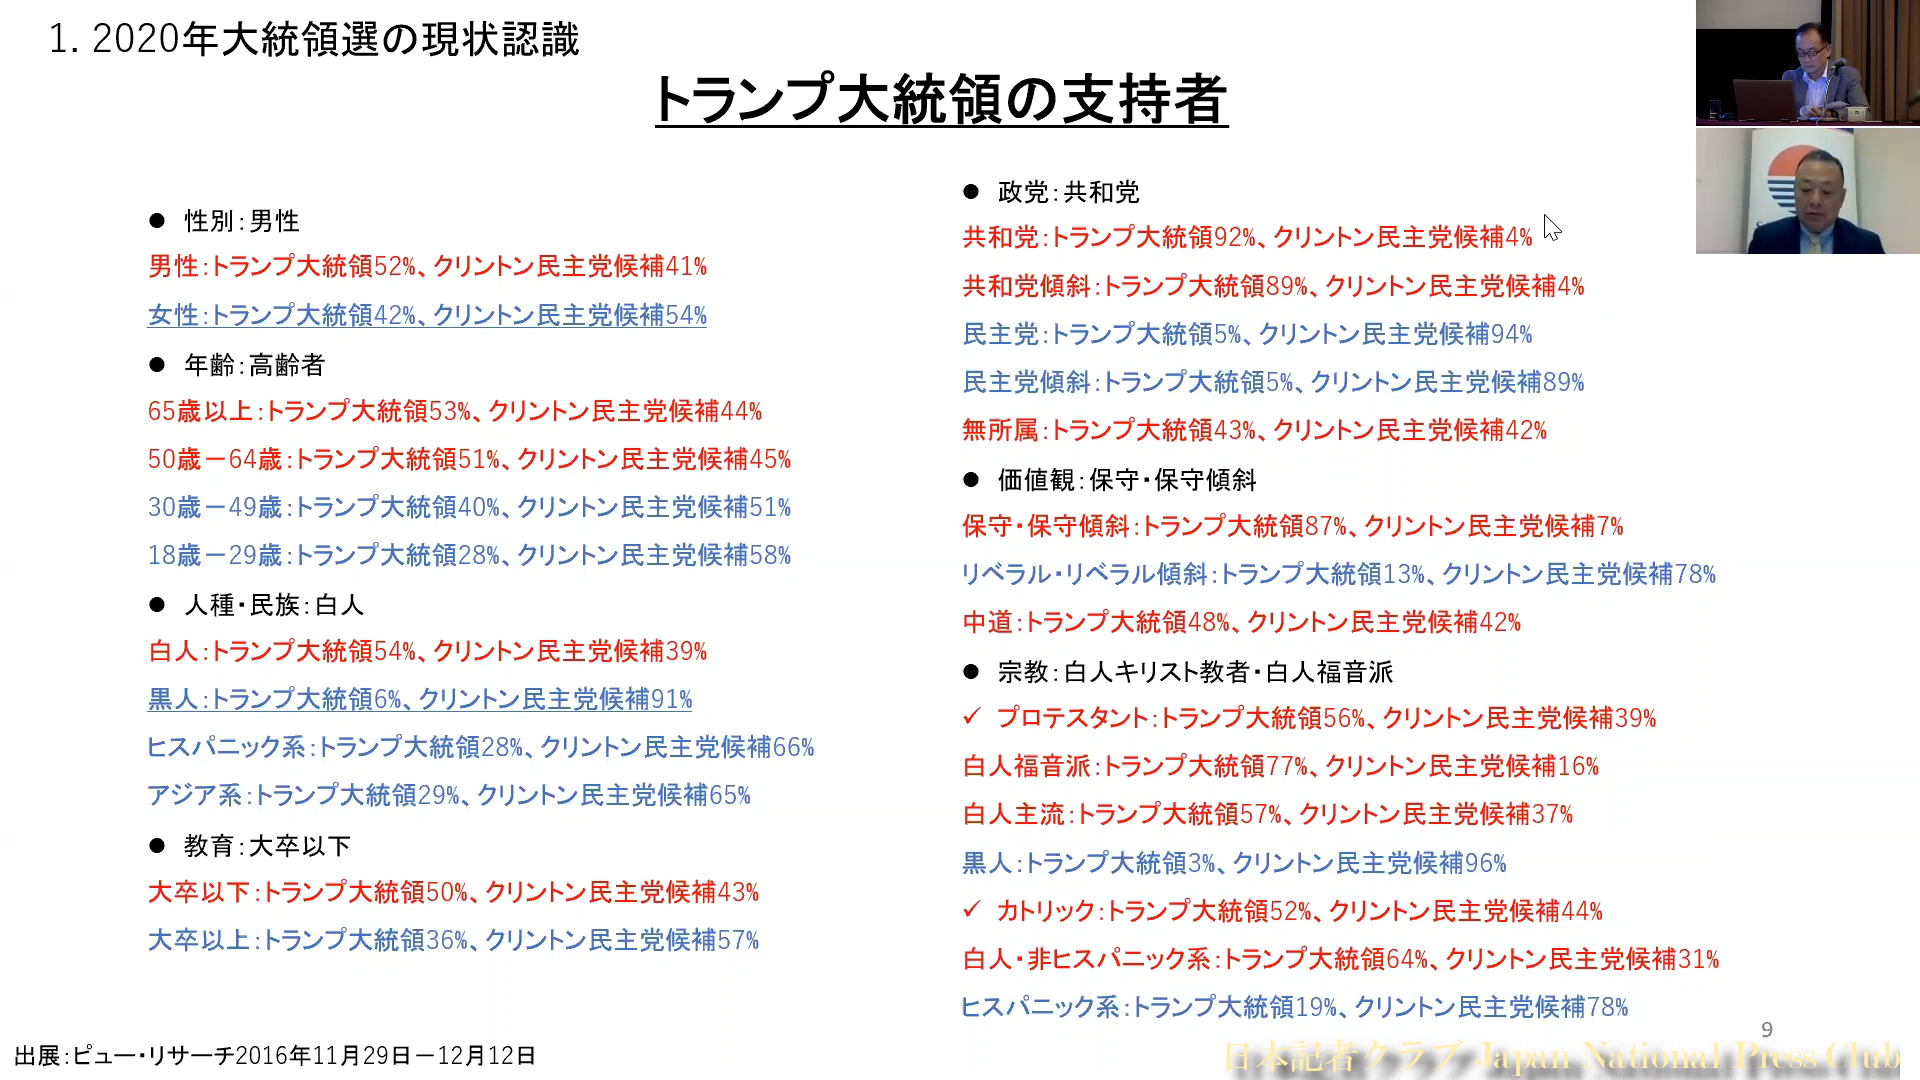 1. 2020年大統領選の現状認識
トランプ大統領の支持者
● 性別：男性
男性：トランプ大統領52%、クリントン民主党候補41%
女性：トランプ大統領42%、クリントン民主党候補54%
● 年齢：高齢者
65歳以上：トランプ大統領53%、クリントン民主党候補44%
50歳－64歳：トランプ大統領51%、クリントン民主党候補45%
30歳－49歳：トランプ大統領40%、クリントン民主党候補51%
18歳－29歳：トランプ大統領28%、クリントン民主党候補58%
● 人種・民族：白人
白人：トランプ大統領54%、クリントン民主党候補39%
黒人：トランプ大統領6%、クリントン民主党候補91%
ヒスパニック系：トランプ大統領28%、クリントン民主党候補66%
アジア系：トランプ大統領29%、クリントン民主党候補65%
● 教育：大卒以下
大卒以下：トランプ大統領50%、クリントン民主党候補43%
大卒以上：トランプ大統領36%、クリントン民主党候補57%
● 政党：共和党
共和党：トランプ大統領92%、クリントン民主党候補4%
共和党傾斜：トランプ大統領89%、クリントン民主党候補4%
民主党：トランプ大統領5%、クリントン民主党候補94%
民主党傾斜：トランプ大統領5%、クリントン民主党候補89%
無所属：トランプ大統領43%、クリントン民主党候補42%
● 価値観：保守・保守傾斜
保守・保守傾斜：トランプ大統領87%、クリントン民主党候補7%
リベラル・リベラル傾斜：トランプ大統領13%、クリントン民主党候補78%
中道：トランプ大統領48%、クリントン民主党候補42%
● 宗教：白人キリスト教者・白人福音派
✓ プロテスタント：トランプ大統領56%、クリントン民主党候補39%
白人福音派：トランプ大統領77%、クリントン民主党候補16%
白人主流：トランプ大統領57%、クリントン民主党候補37%
黒人：トランプ大統領3%、クリントン民主党候補96%
✓ カトリック：トランプ大統領52%、クリントン民主党候補44%
白人・非ヒスパニック系：トランプ大統領64%、クリントン民主党候補31%
ヒスパニック系：トランプ大統領19%、クリントン民主党候補78%
9
出展：ピュー・リサーチ2016年11月29日－12月12日
日本記者クラブ Japan National Press Club